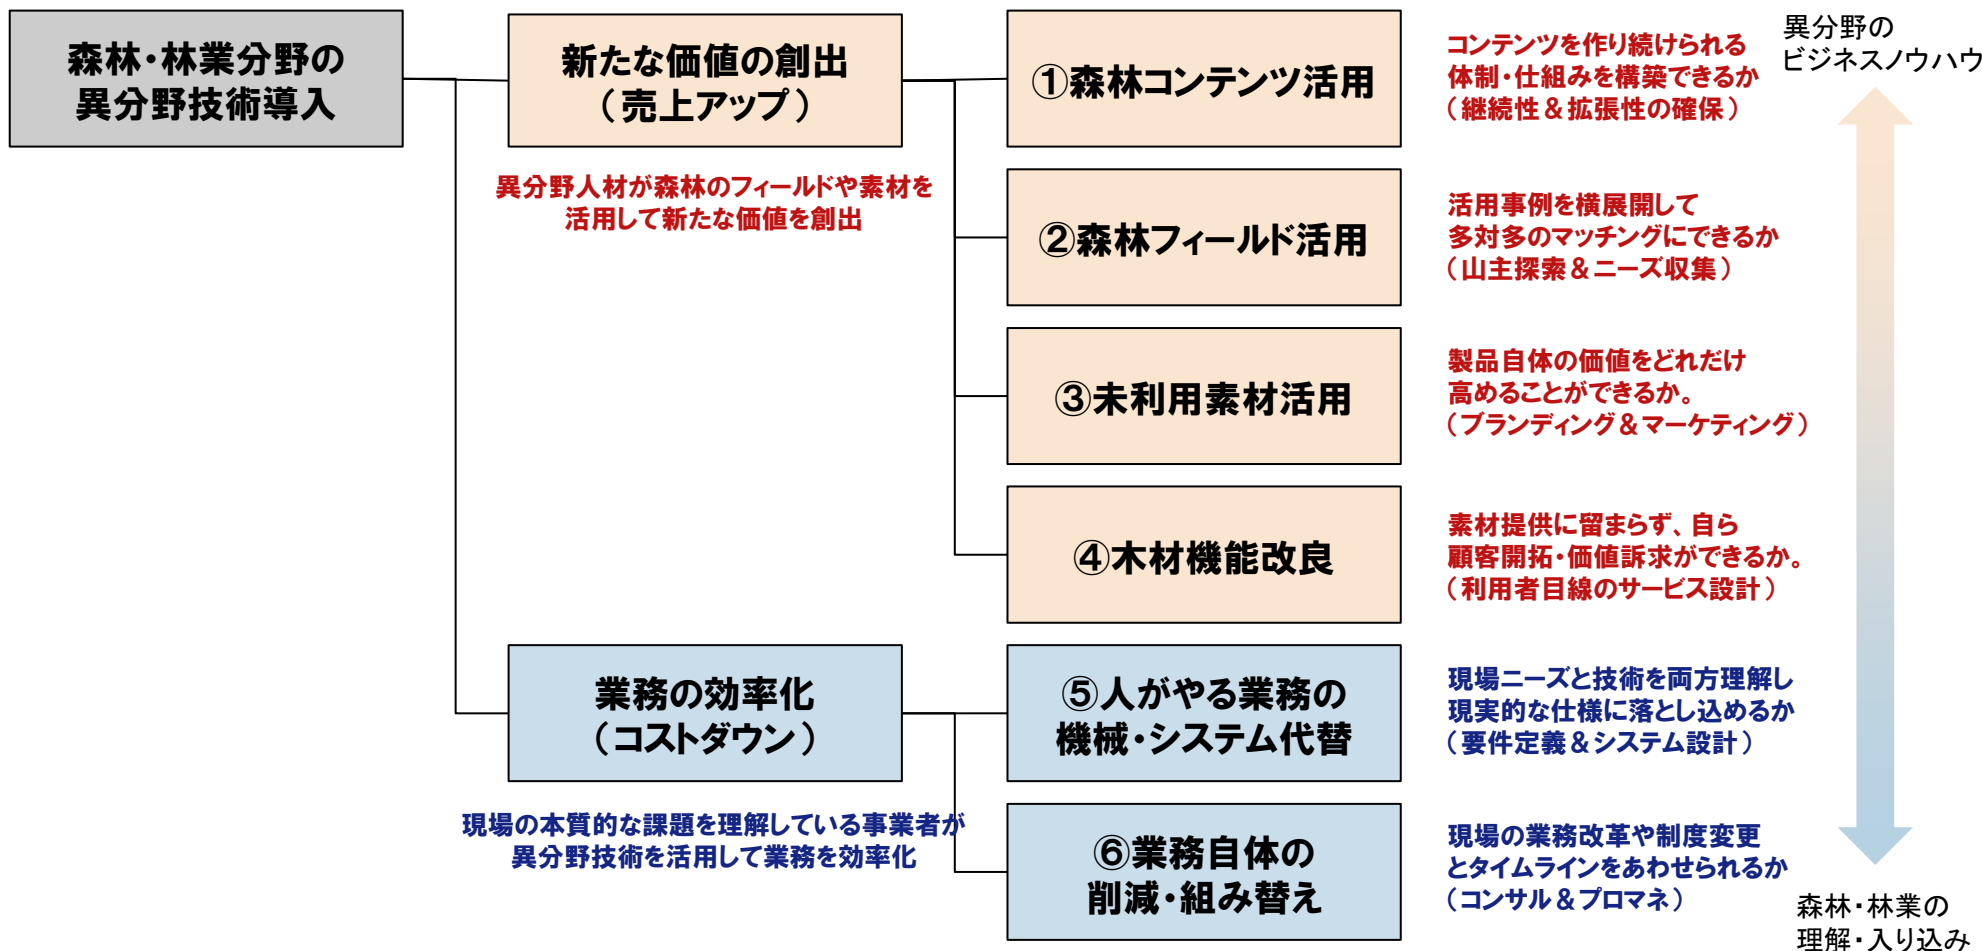 森林・林業分野の
異分野技術導入
新たな価値の創出
（売上アップ）
異分野人材が森林のフィールドや素材を
活用して新たな価値を創出
①森林コンテンツ活用
コンテンツを作り続けられる
体制・仕組みを構築できるか
（継続性＆拡張性の確保）
異分野の
ビジネスノウハウ
②森林フィールド活用
活用事例を横展開して
多対多のマッチングにできるか
（山主探索＆ニーズ収集）
③未利用素材活用
製品自体の価値をどれだけ
高めることができるか。
（ブランディング＆マーケティング）
④木材機能改良
素材提供に留まらず、自ら
顧客開拓・価値訴求ができるか。
（利用者目線のサービス設計）
業務の効率化
（コストダウン）
現場の本質的な課題を理解している事業者が
異分野技術を活用して業務を効率化
⑤人がやる業務の
機械・システム代替
現場ニーズと技術を両方理解し
現実的な仕様に落とし込めるか
（要件定義＆システム設計）
⑥業務自体の
削減・組み替え
現場の業務改革や制度変更
とタイムラインをあわせられるか
（コンサル＆プロマネ）
森林・林業の
理解・入り込み